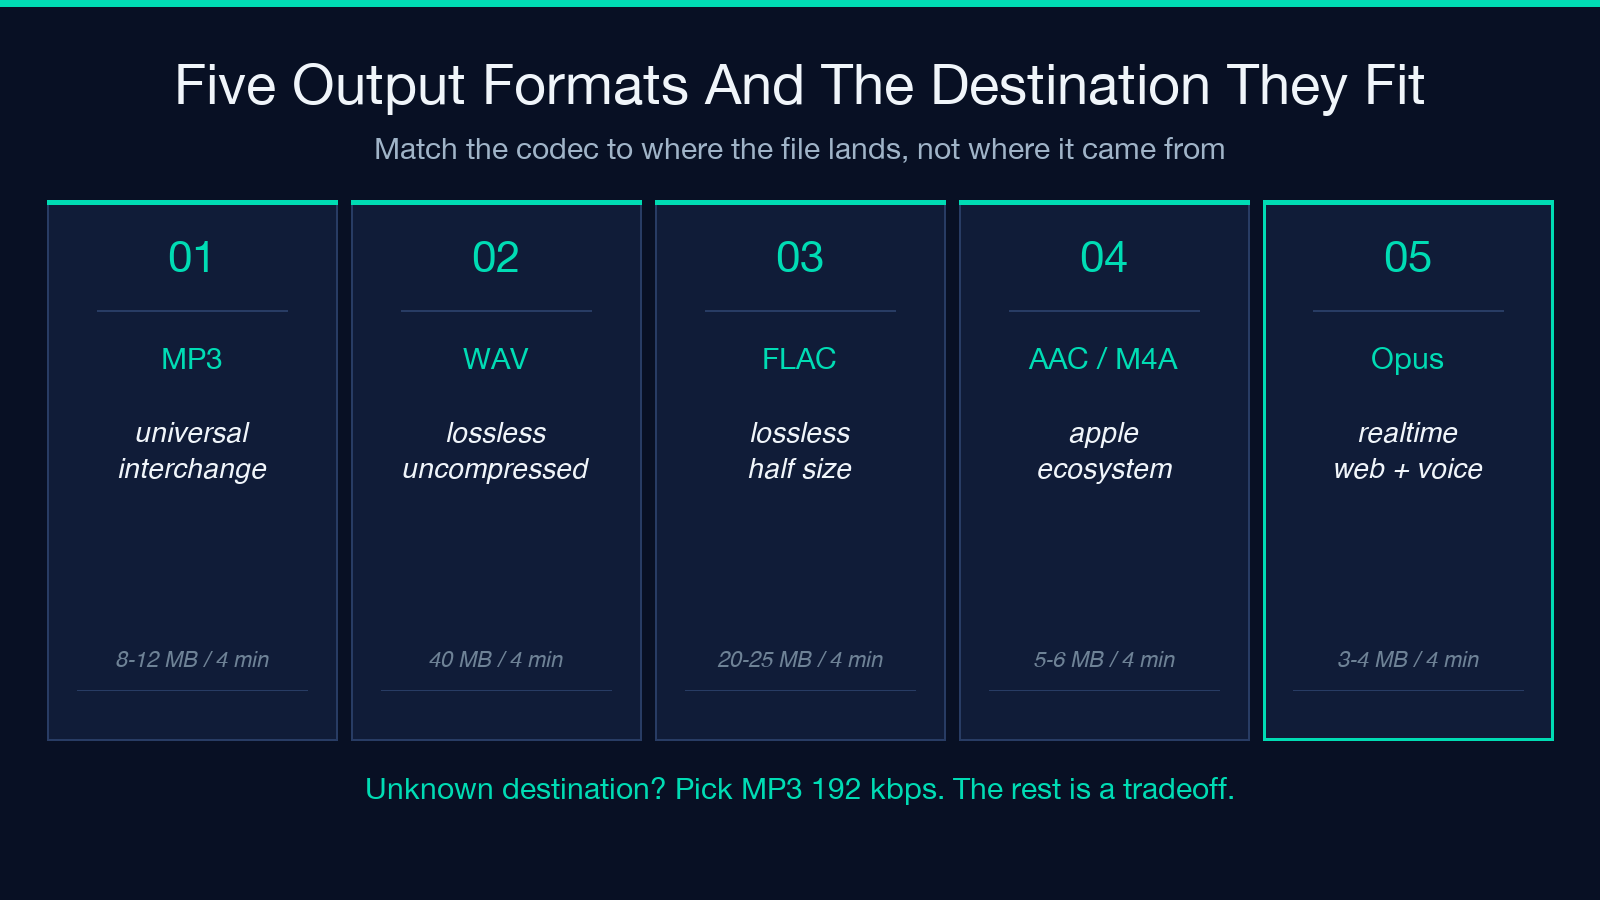 Five Output Formats And The Destination They Fit
Match the codec to where the file lands, not where it came from
01
MP3
universal
interchange
8-12 MB / 4 min
02
WAV
lossless
uncompressed
40 MB / 4 min
03
FLAC
lossless
half size
20-25 MB / 4 min
04
AAC / M4A
apple
ecosystem
5-6 MB / 4 min
05
Opus
realtime
web + voice
3-4 MB / 4 min
Unknown destination? Pick MP3 192 kbps. The rest is a tradeoff.